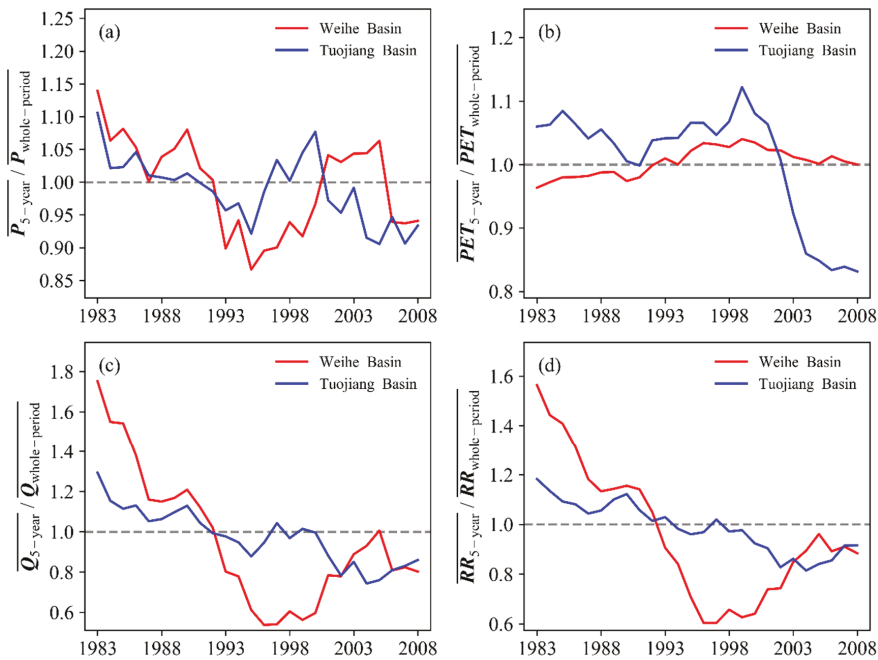 (a)
Weihe Basin
Tuojiang Basin
P5−year / Pwhole−period
1.25
1.20
1.15
1.10
1.05
1.00
0.95
0.90
0.85
1983 1988 1993 1998 2003 2008
(b)
Weihe Basin
Tuojiang Basin
PET5−year / PETwhole−period
1.2
1.1
1.0
0.9
0.8
1983 1988 1993 1998 2003 2008
(c)
Weihe Basin
Tuojiang Basin
Q5−year / Qwhole−period
1.8
1.6
1.4
1.2
1.0
0.8
0.6
1983 1988 1993 1998 2003 2008
(d)
Weihe Basin
Tuojiang Basin
RR5−year / RRwhole−period
1.6
1.4
1.2
1.0
0.8
0.6
1983 1988 1993 1998 2003 2008